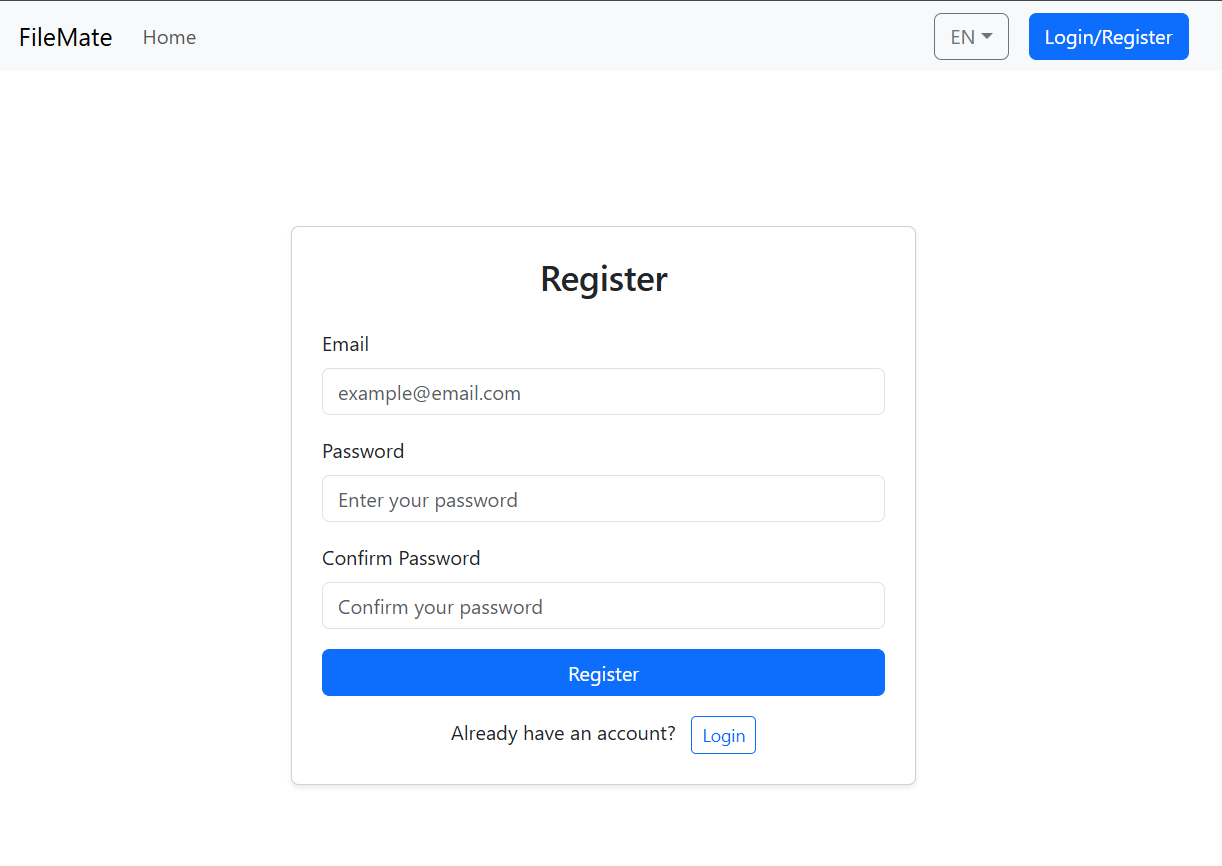 FileMate Home EN Login/Register
Register
Email
example@email.com
Password
Enter your password
Confirm Password
Confirm your password
Register
Already have an account? Login